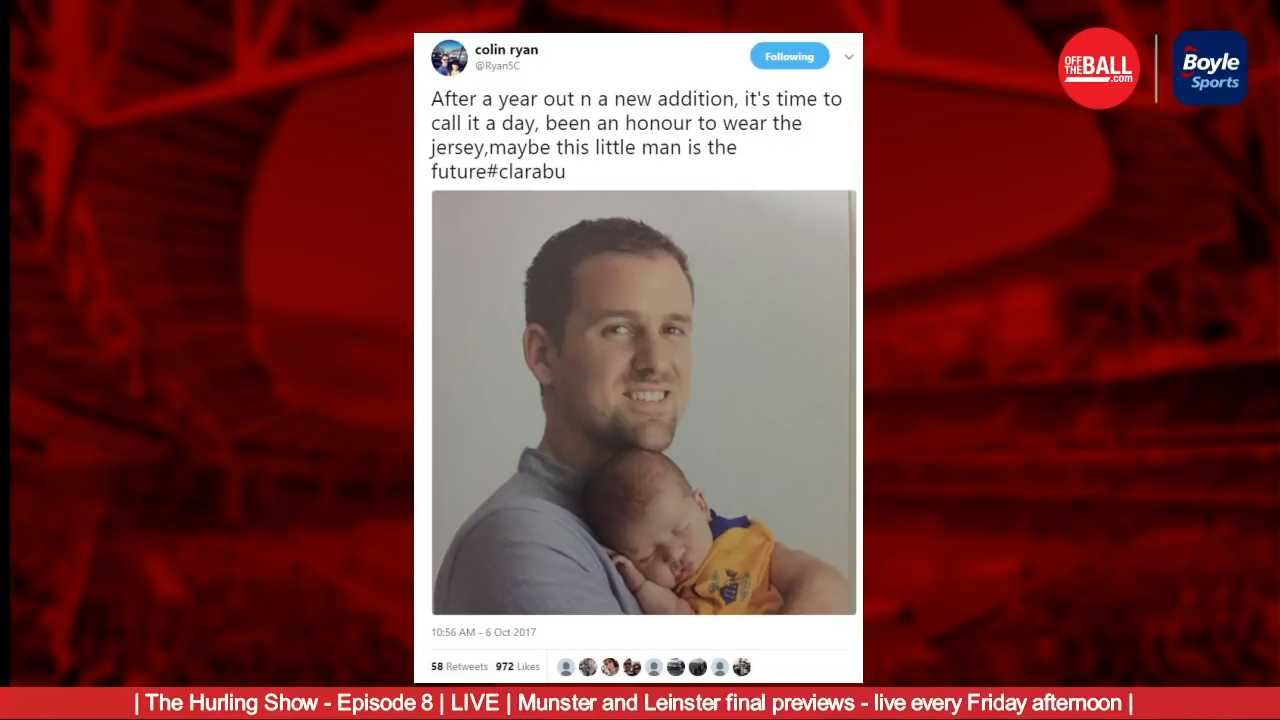 colin ryan
@Ryan5C
Following
OFF
THE BALL
.com
Boyle
Sports
After a year out n a new addition, it's time to
call it a day, been an honour to wear the
jersey,maybe this little man is the
future#clarabu
10:56 AM - 6 Oct 2017
58 Retweets 972 Likes
| The Hurling Show - Episode 8 | LIVE | Munster and Leinster final previews - live every Friday afternoon |